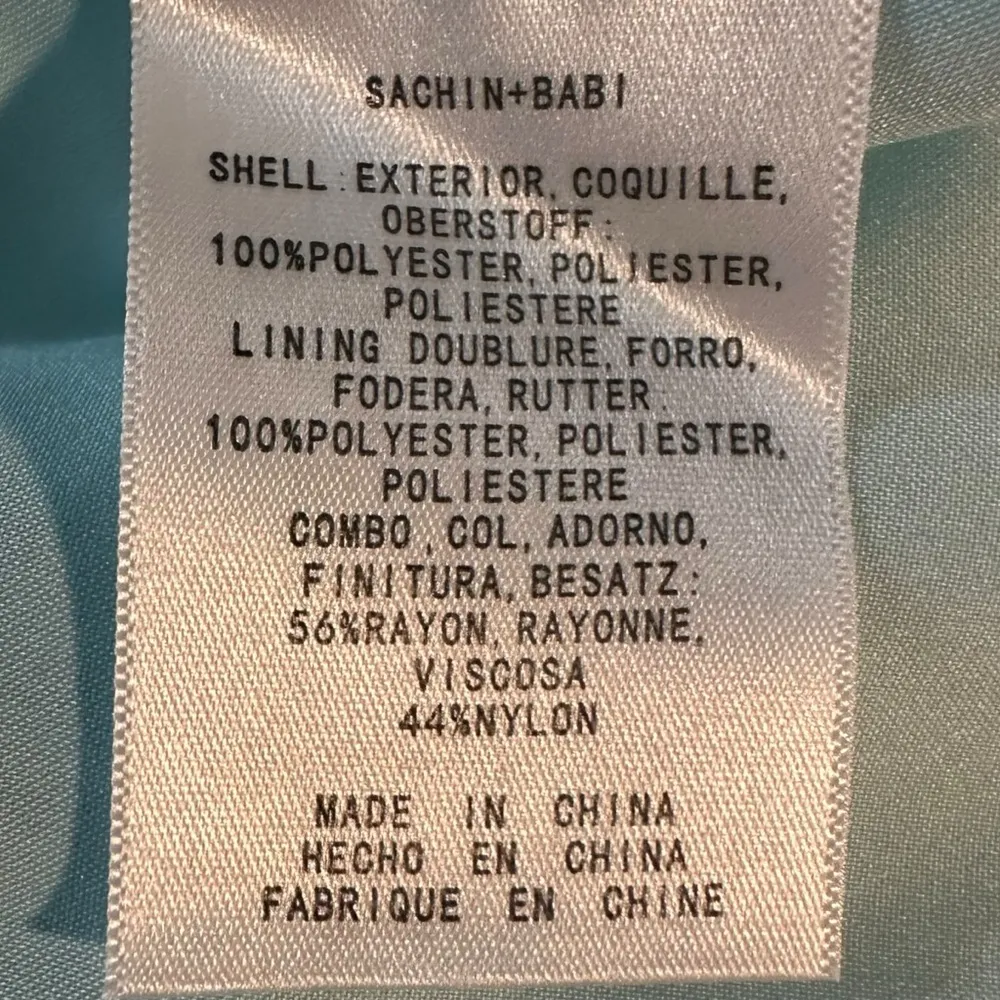 SACHIN+BABI
SHELL:EXTERIOR, COQUILLE,
OBERSTOFF:
100%POLYESTER, POLIESTER,
POLIESTERE
LINING DOUBLURE, FORRO,
FODERA, RUTTER:
100%POLYESTER, POLIESTER,
POLIESTERE
COMBO, COL, ADORNO,
FINITURA, BESATZ:
56%RAYON, RAYONNE,
VISCOSA
44%NYLON
MADE IN CHINA
HECHO EN CHINA
FABRIQUE EN CHINE